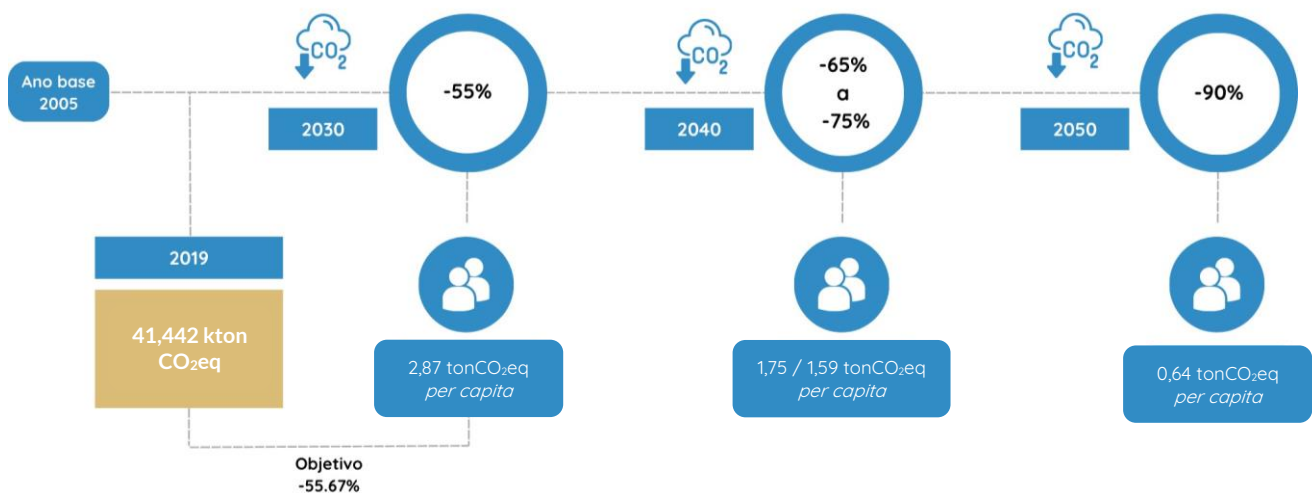 Ano base
2005
CO2
2030
-55%
CO2
2040
-65%
a
-75%
CO2
2050
-90%
2019
41,442 kton
CO₂eq
2,87 tonCO₂eq
per capita
1,75 / 1,59 tonCO₂eq
per capita
0,64 tonCO₂eq
per capita
Objetivo
-55.67%